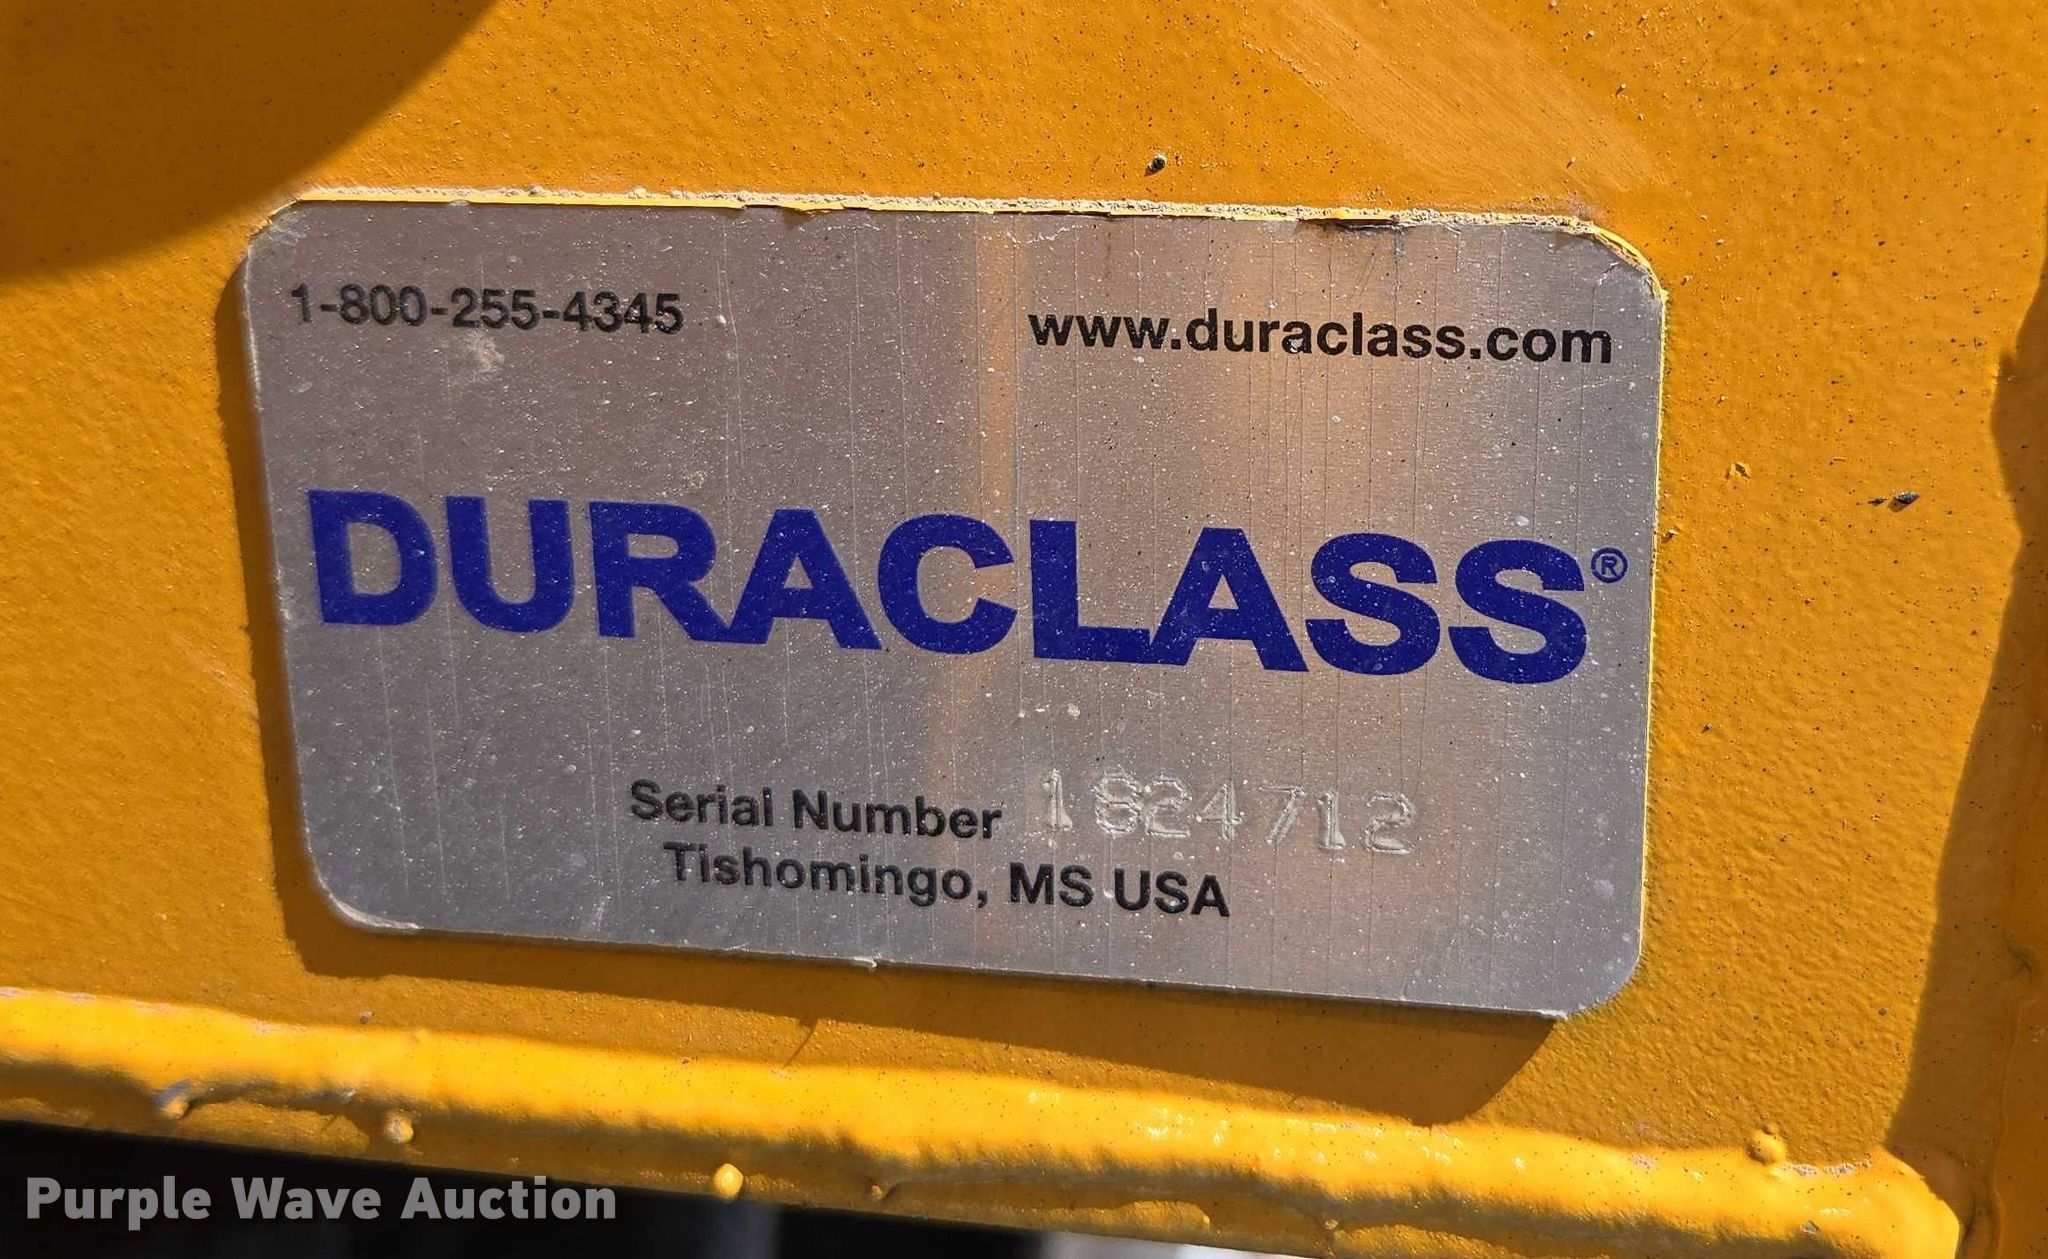 1-800-255-4345
www.duraclass.com
DURACLASS®
Serial Number 1824712
Tishomingo, MS USA
Purple Wave Auction